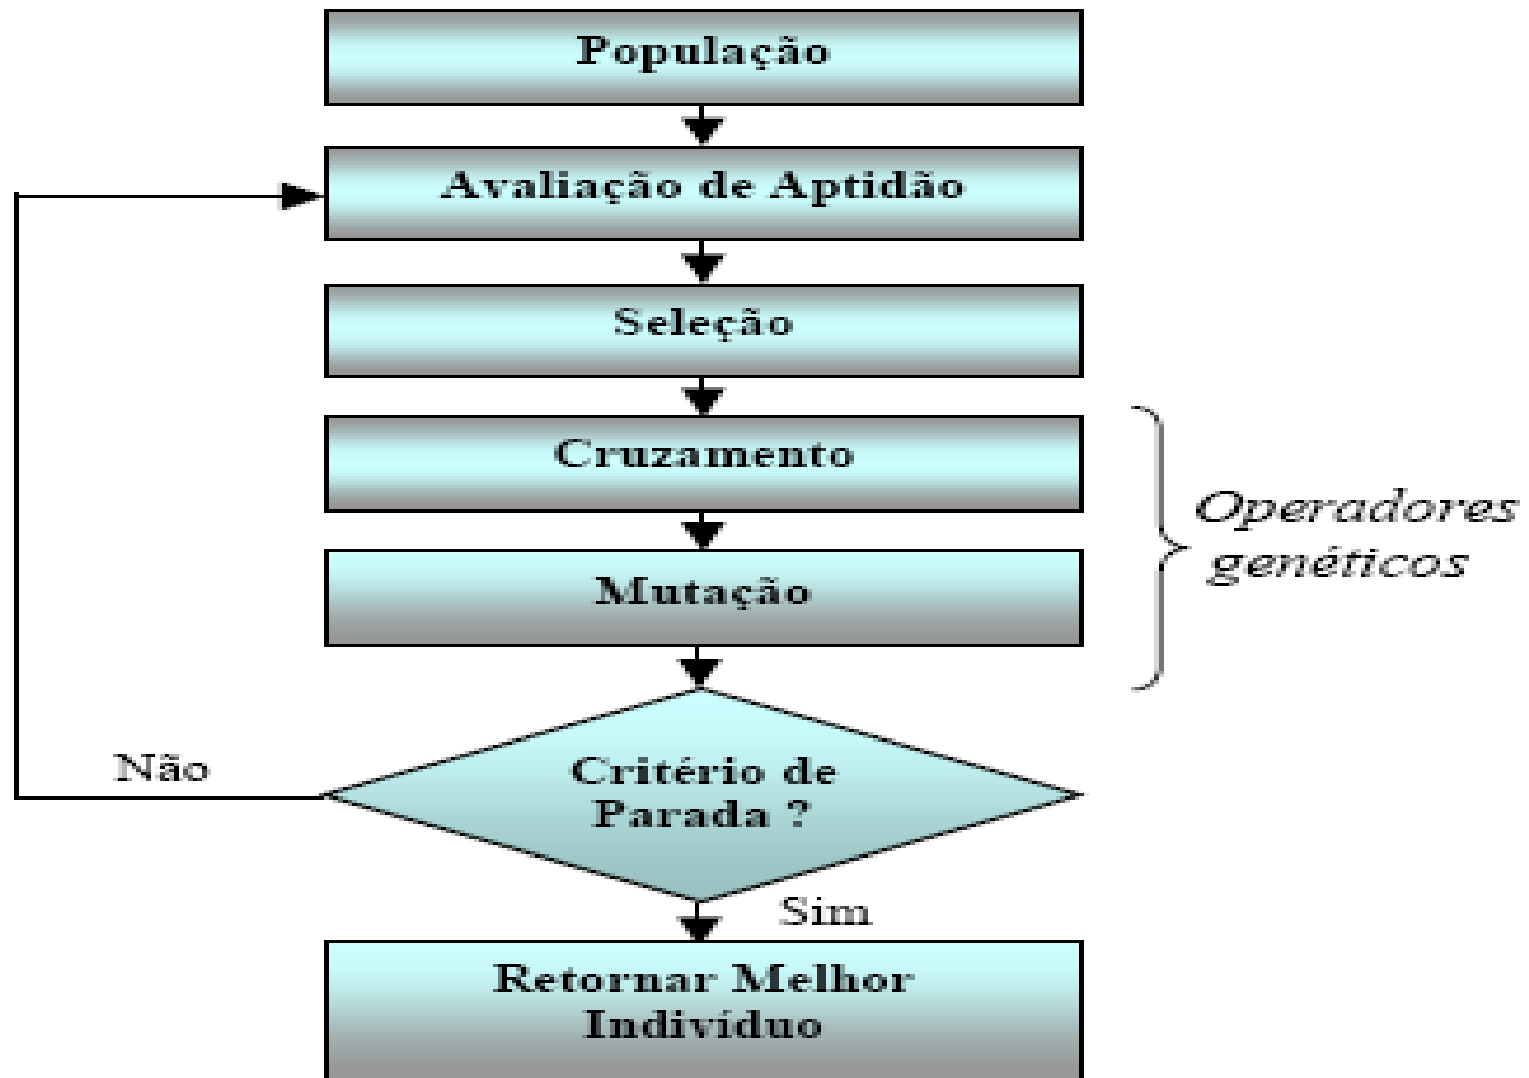 População
Avaliação de Aptidão
Seleção
Cruzamento
Operadores
genéticos
Mutação
Não
Critério de
Parada ?
Sim
Retornar Melhor
Indivíduo